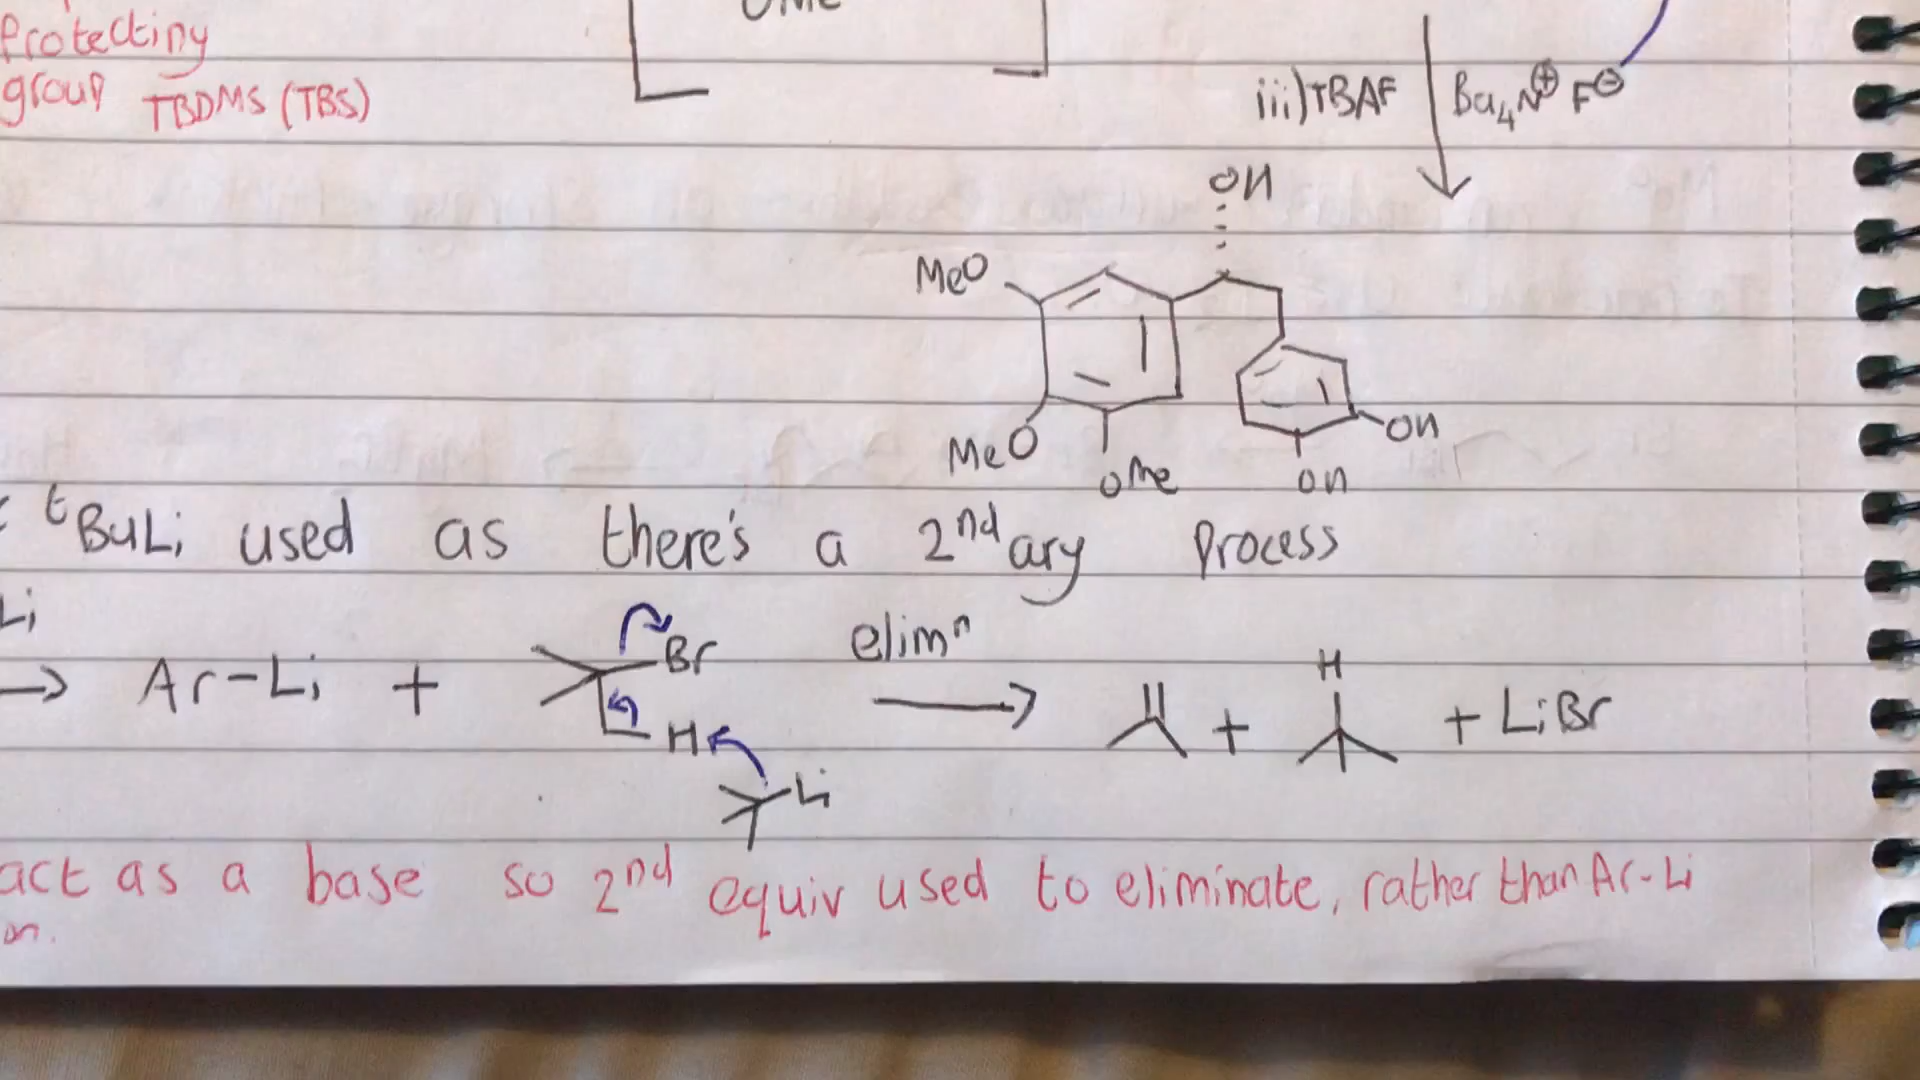 OMe
Protecting
group TBDMS (TBS)
iii) TBAF Bu4N⊕ F⊖
OH
MeO
MeO
OMe
OH
OH
tBuLi used as there's a 2ndary process
Li
→ Ar-Li + Br elimn → + H + LiBr
H
Li
act as a base so 2nd equiv used to eliminate, rather than Ar-Li
on.